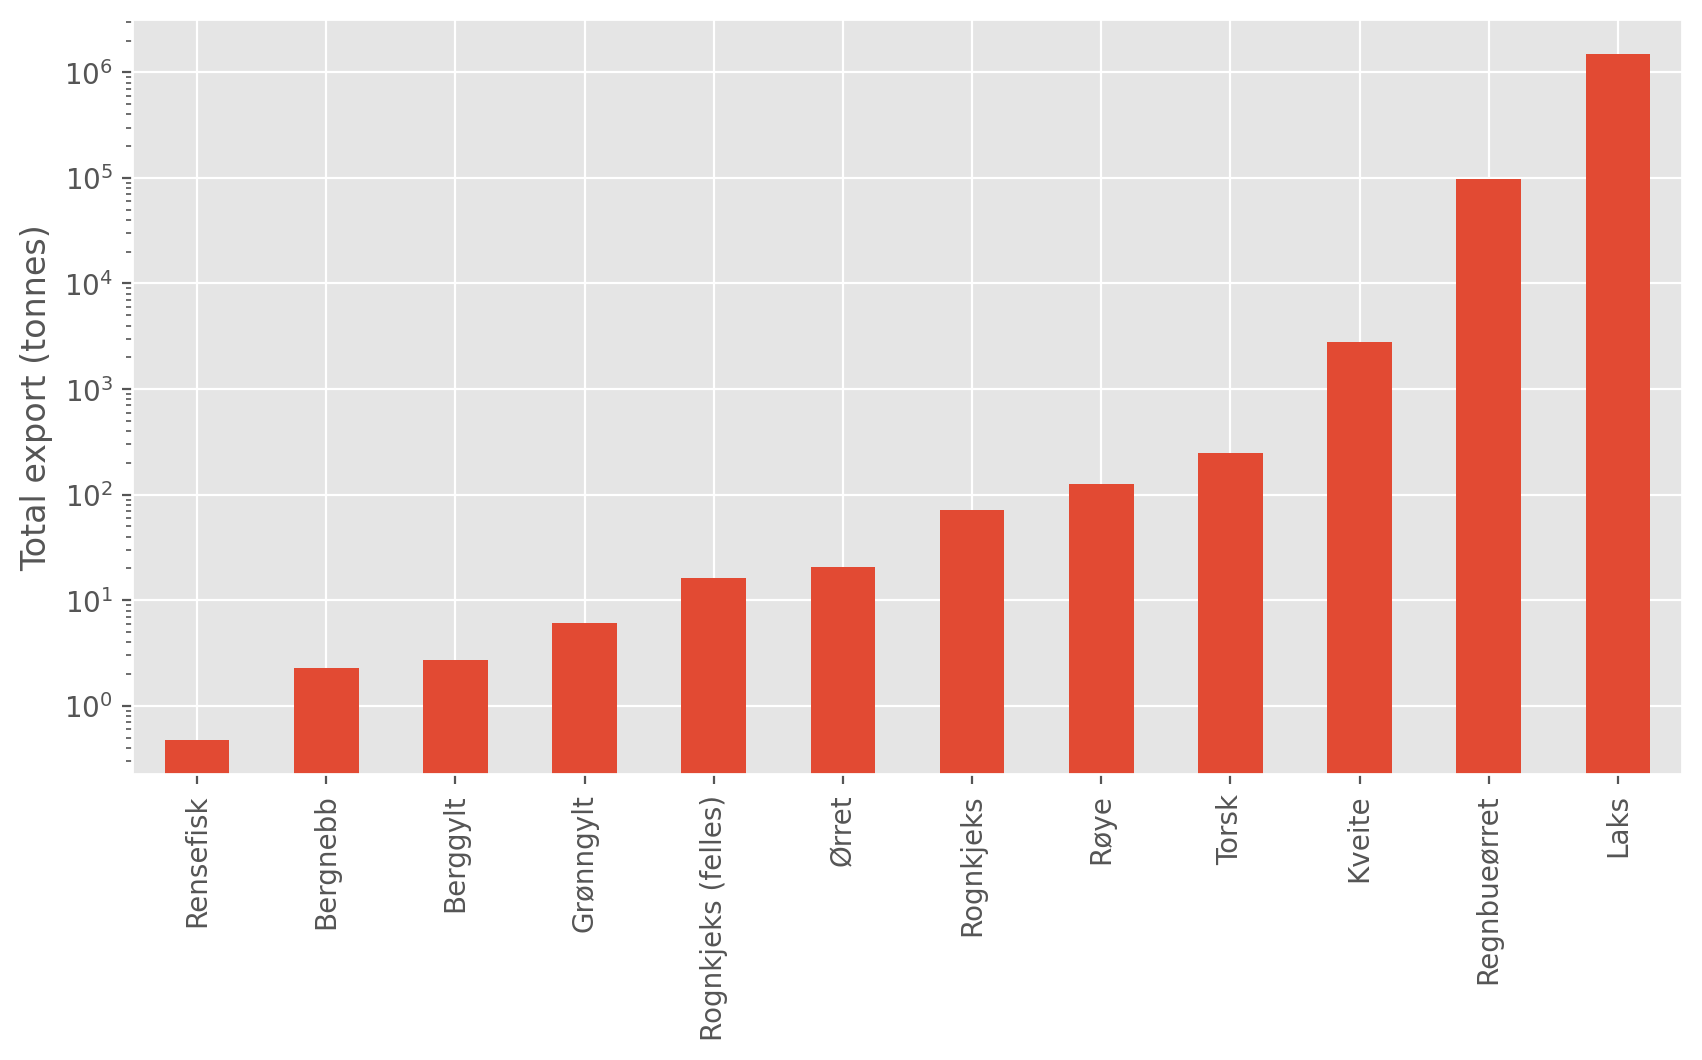 Total export (tonnes)
10⁶
10⁵
10⁴
10³
10²
10¹
10⁰
Rensefisk
Bergnebb
Berggylt
Grønngylt
Rognkjeks (felles)
Ørret
Rognkjeks
Røye
Torsk
Kveite
Regnbueørret
Laks